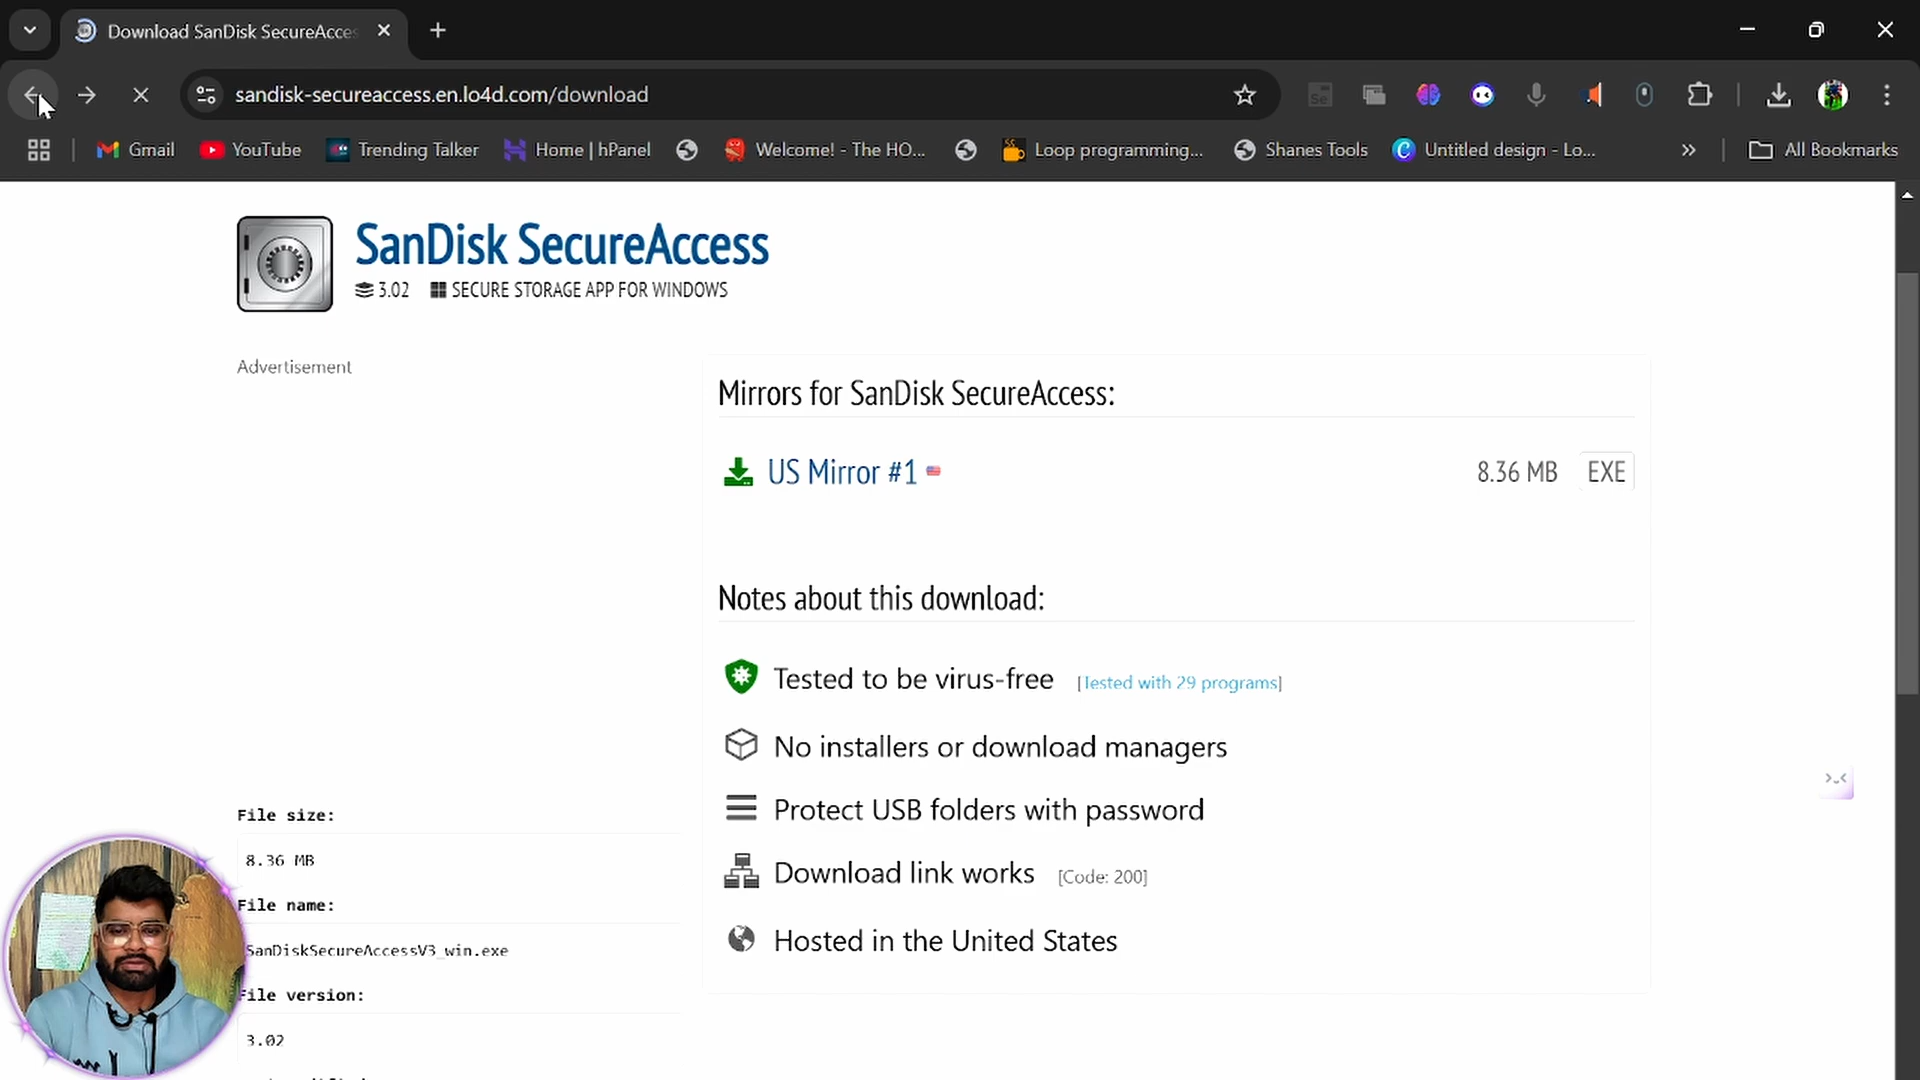 Download SanDisk SecureAcces
sandisk-secureaccess.en.lo4d.com/download
Se
Gmail
YouTube
Trending Talker
Home | hPanel
Welcome! - The HO...
Loop programming...
Shanes Tools
Untitled design - Lo...
»
All Bookmarks
SanDisk SecureAccess
3.02 SECURE STORAGE APP FOR WINDOWS
Advertisement
Mirrors for SanDisk SecureAccess:
US Mirror #1
8.36 MB EXE
Notes about this download:
Tested to be virus-free [Tested with 29 programs]
No installers or download managers
Protect USB folders with password
Download link works [Code: 200]
Hosted in the United States
File size:
8.36 MB
File name:
SanDiskSecureAccessV3_win.exe
File version:
3.02